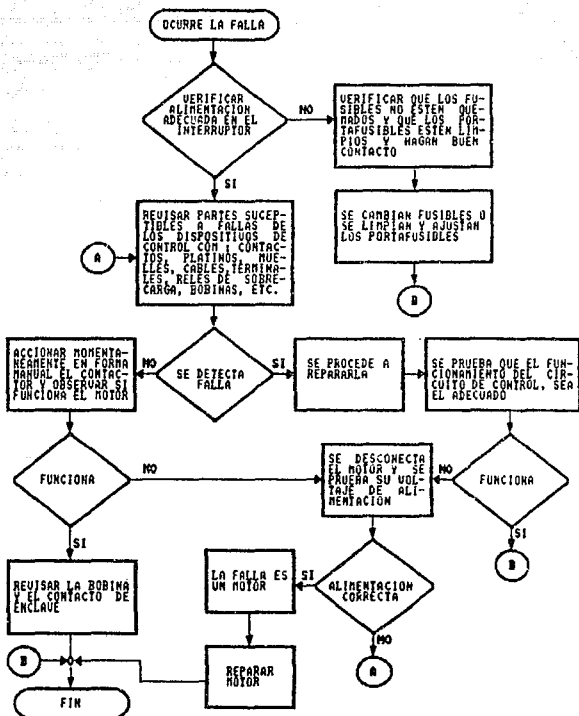 OCURRE LA FALLA
VERIFICAR
ALIMENTACION
ADECUADA EN EL
INTERRUPTOR
NO
VERIFICAR QUE LOS FU-
SIBLES NO ESTEN QUE-
MADOS Y QUE LOS POR-
TAFUSIBLES ESTEN LIM-
PIOS Y HAGAN BUEN
CONTACTO
SI
SE CAMBIAN FUSIBLES O
SE LIMPIAN Y AJUSTAN
LOS PORTAFUSIBLES
B
A
REVISAR PARTES SUCEP-
TIBLES A FALLAS DE
LOS DISPOSITIVOS DE
CONTROL COM ; CONTAC-
TOS, PLATINOS, MUE-
LLES, CABLES,TERMINA-
LES, RELES DE SOBRE-
CARGA, BOBINAS, ETC.
ACCIONAR MOMENTA-
NEAMENTE EN FORMA
MANUAL EL CONTAC-
TOR Y OBSERVAR SI
FUNCIONA EL MOTOR
NO
SE DETECTA
FALLA
SI
SE PROCEDE A
REPARARLA
SE PRUEBA QUE EL FUN-
CIONAMIENTO DEL CIR-
CUITO DE CONTROL, SEA
EL ADECUADO
FUNCIONA
NO
SE DESCONECTA
EL MOTOR Y SE
PRUEBA SU VOL-
TAJE DE ALI-
MENTACION
NO
FUNCIONA
SI
SI
B
REVISAR LA BOBINA
Y EL CONTACTO DE
ENCLAVE
LA FALLA ES
UN MOTOR
SI
ALIMENTACION
CORRECTA
NO
A
B
REPARAR
MOTOR
FIN